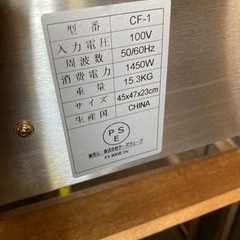 型番 CF-1
入力電圧 100V
周波数 50/60Hz
消費電力 1450W
重量 15.3KG
サイズ 45x47x23cm
生産国 CHINA
P S
E